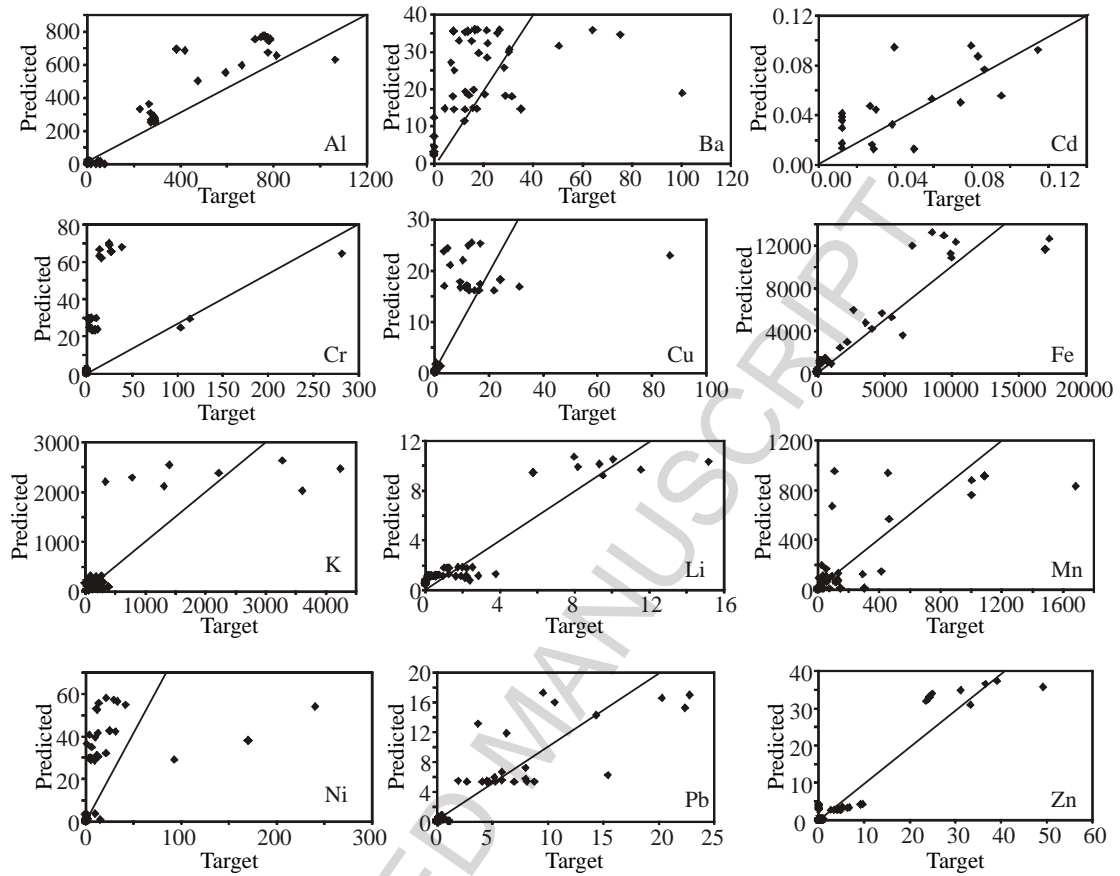 Predicted
800
600
400
200
0
Al
0 400 800 1200
Target
Predicted
40
30
20
10
0
Ba
0 20 40 60 80 100 120
Target
Predicted
0.12
0.08
0.04
0.00
Cd
0.00 0.04 0.08 0.12
Target
Predicted
80
60
40
20
0
Cr
0 50 100 150 200 250 300
Target
Predicted
30
20
10
0
Cu
0 20 40 60 80 100
Target
Predicted
12000
8000
4000
0
Fe
0 5000 10000 15000 20000
Target
Predicted
3000
2000
1000
0
K
0 1000 2000 3000 4000
Target
Predicted
12
8
4
0
Li
0 4 8 12 16
Target
Predicted
1200
800
400
0
Mn
0 400 800 1200 1600
Target
Predicted
60
40
20
0
Ni
0 100 200 300
Target
Predicted
20
16
12
8
4
0
Pb
0 5 10 15 20 25
Target
Predicted
40
30
20
10
0
Zn
0 10 20 30 40 50 60
Target
ED MANUSCRIPT